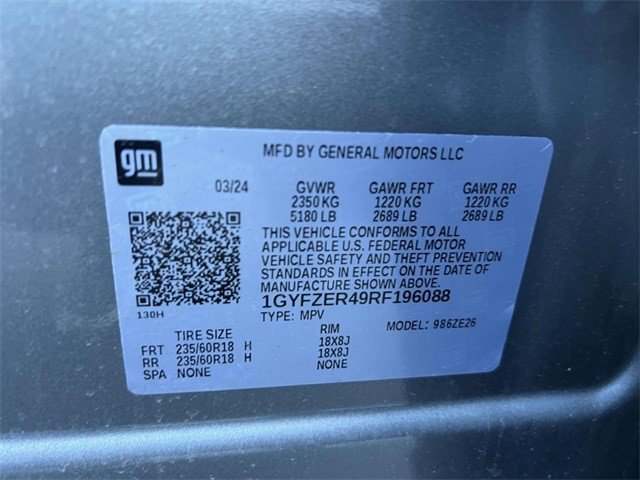 gm
MFD BY GENERAL MOTORS LLC
03/24 GVWR GAWR FRT GAWR RR
2350 KG 1220 KG 1220 KG
5180 LB 2689 LB 2689 LB
THIS VEHICLE CONFORMS TO ALL
APPLICABLE U.S. FEDERAL MOTOR
VEHICLE SAFETY AND THEFT PREVENTION
STANDARDS IN EFFECT ON THE DATE OF
MANUFACTURE SHOWN ABOVE.
1GYFZER49RF196088
130H
TYPE: MPV MODEL: 986ZE26
TIRE SIZE RIM
FRT 235/60R18 H 18X8J
RR 235/60R18 H 18X8J
SPA NONE NONE